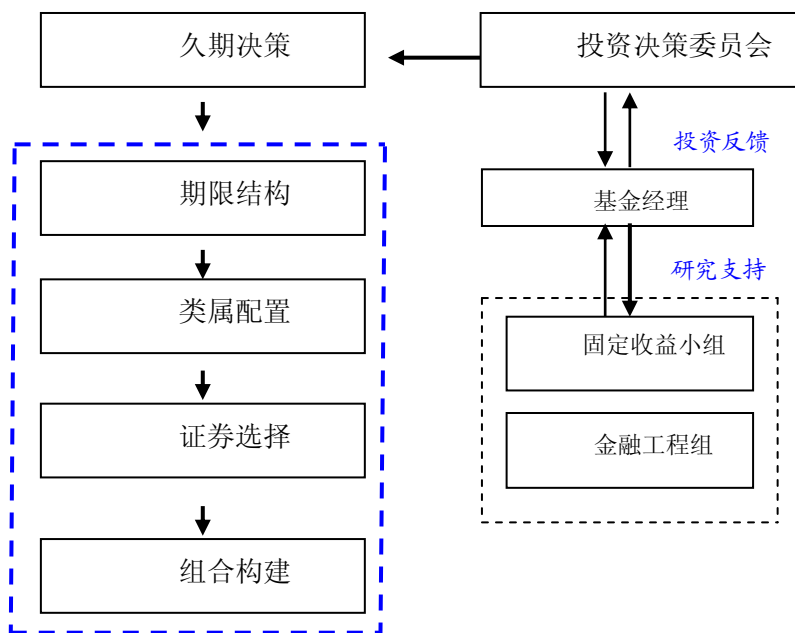 久期决策
投资决策委员会
投资反馈
期限结构
基金经理
研究支持
类属配置
固定收益小组
证券选择
金融工程组
组合构建